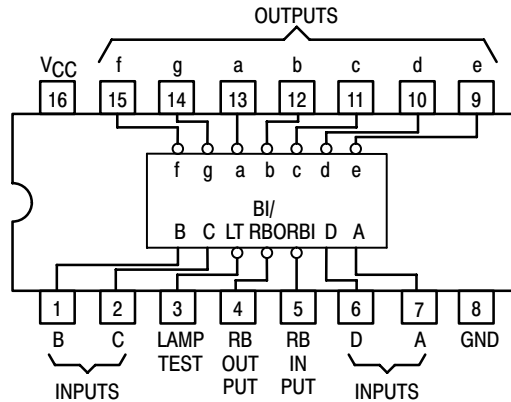 OUTPUTS
VCC f g a b c d e
16 15 14 13 12 11 10 9
f g a b c d e
BI/
B C LT RBO RBI D A
1 2 3 4 5 6 7 8
B C LAMP RB RB D A GND
TEST OUT IN
PUT PUT
INPUTS INPUTS